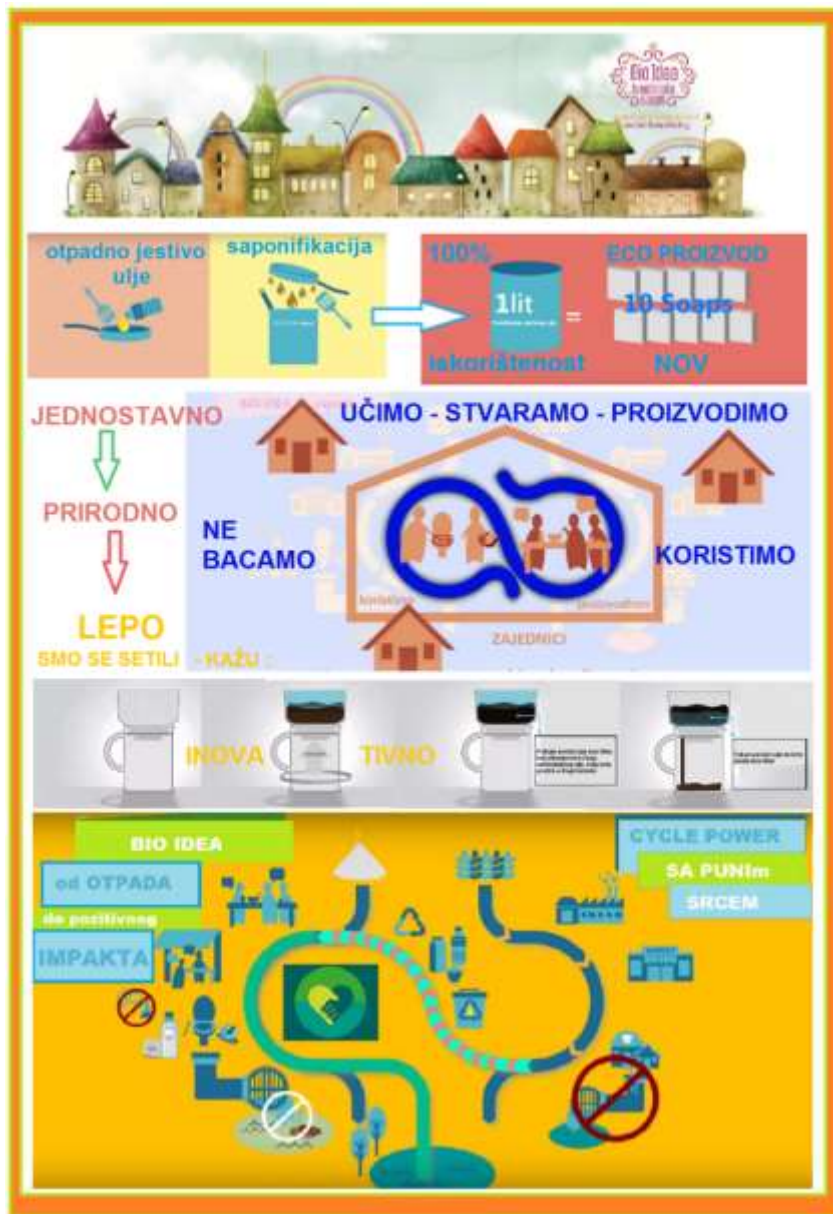 Bio Idea
otpadno jestivo
ulje
saponifikacija
100%
1lit
=
iskorištenost
ECO PROIZVOD
10 Soaps
NOV
JEDNOSTAVNO
PRIRODNO
LEPO
SMO SE SETILI - KAŽU :
UČIMO - STVARAMO - PROIZVODIMO
NE
BACAMO
KORISTIMO
koristimo
ZAJEDNICI
INOVA
TIVNO
BIO IDEA
od OTPADA
do pozitivnog
IMPAKTA
CYCLE POWER
SA PUNIm
SRCEM